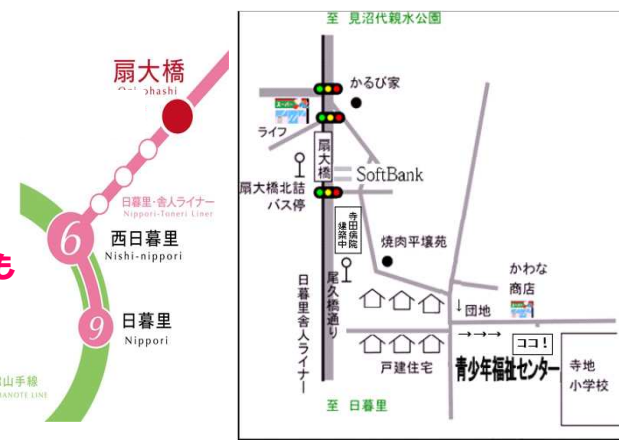 扇大橋
日暮里・舎人ライナー
Nippori-Toneri Liner
6
西日暮里
Nishi-nippori
も
9
日暮里
Nippori
山手線
至 見沼代親水公園
かるび家
ライフ
扇大橋
SoftBank
扇大橋北詰
バス停
寺田病院
建築中
焼肉平壌苑
かわな
商店
日暮里舎人ライナー
尾久橋通り
↓団地
→→→
ココ!
戸建住宅
青少年福祉センター
寺地
小学校
至 日暮里